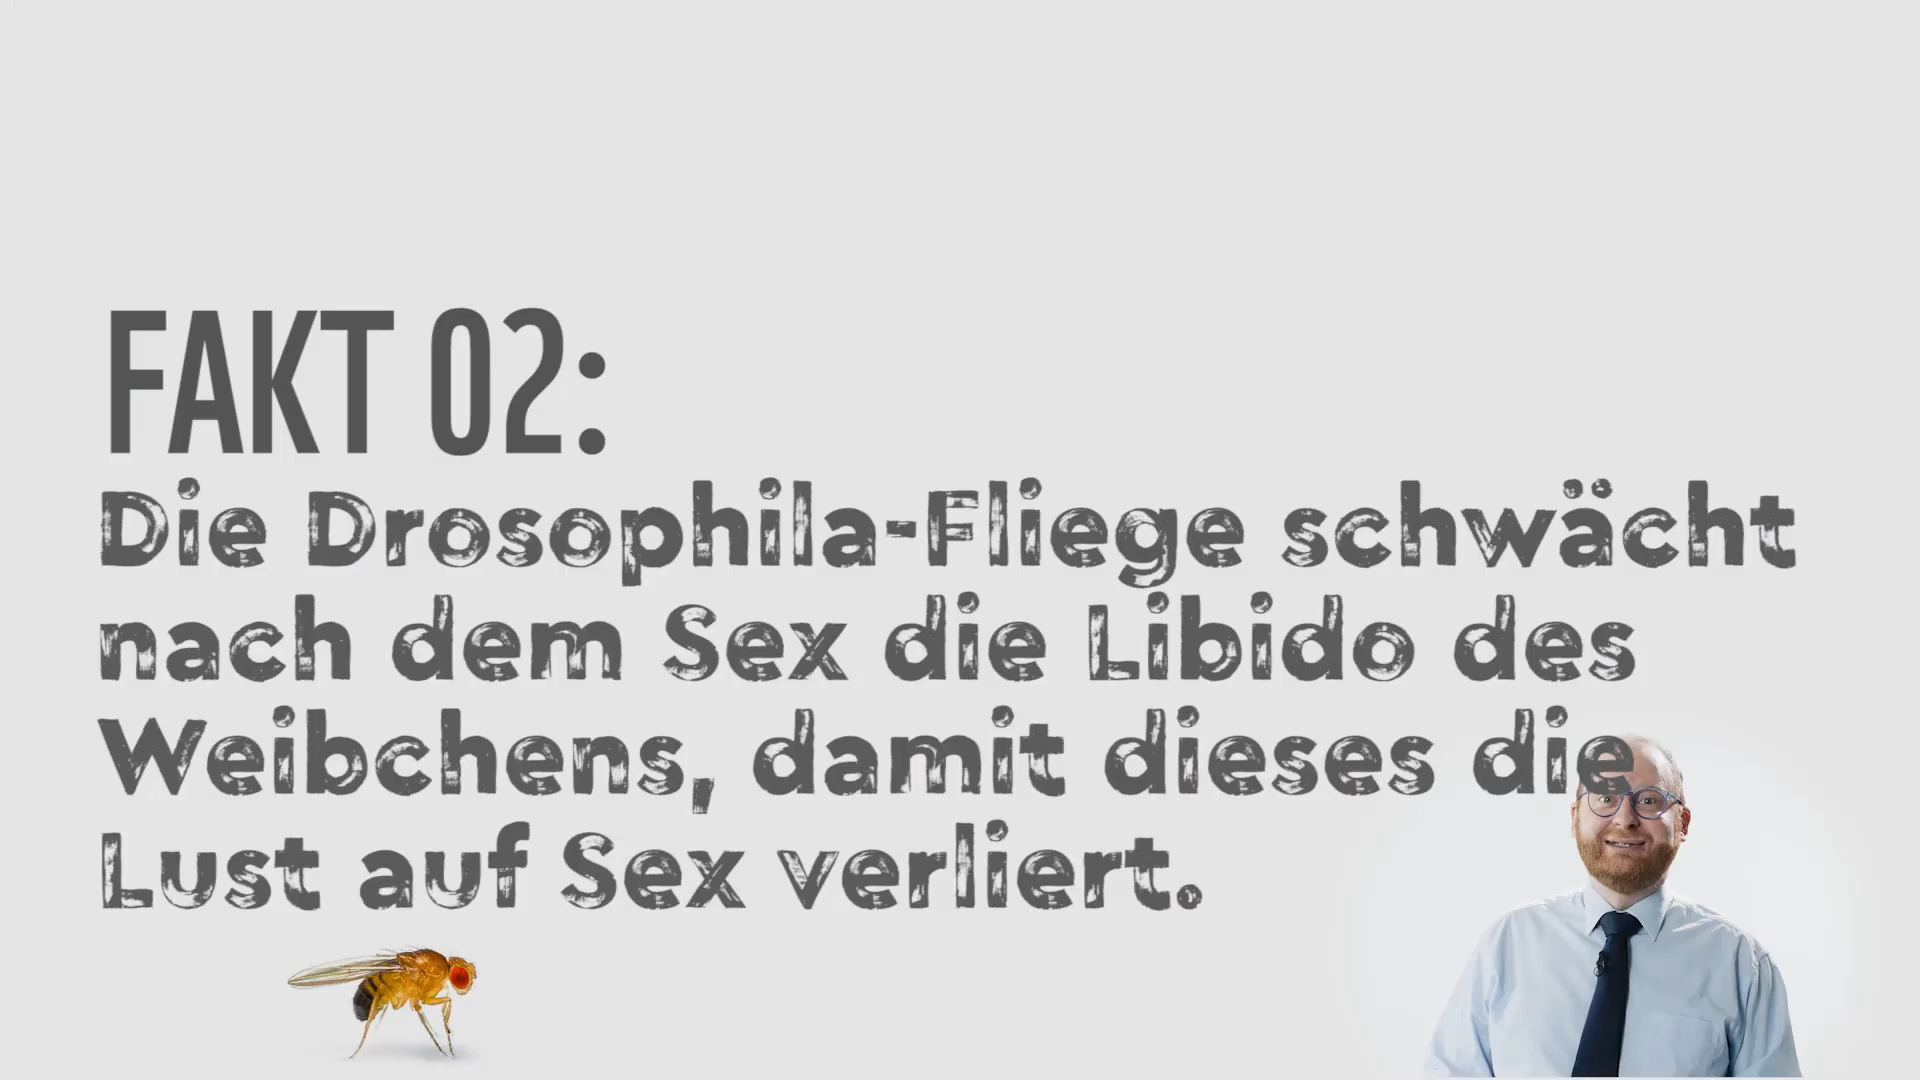 FAKT 02:
Die Drosophila-Fliege schwächt
nach dem Sex die Libido des
Weibchens, damit dieses die
Lust auf Sex verliert.